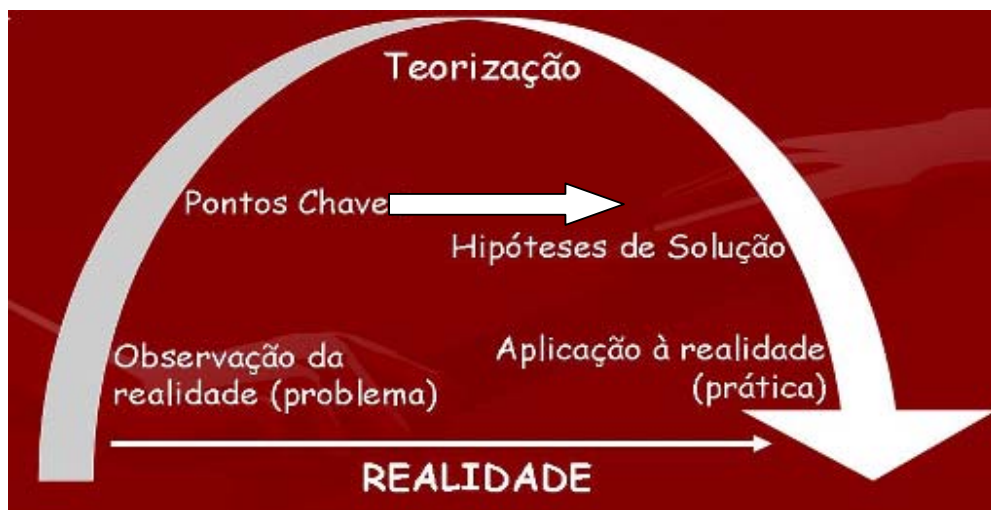 Teorização
Pontos Chave
Hipóteses de Solução
Observação da
realidade (problema)
Aplicação à realidade
(prática)
REALIDADE